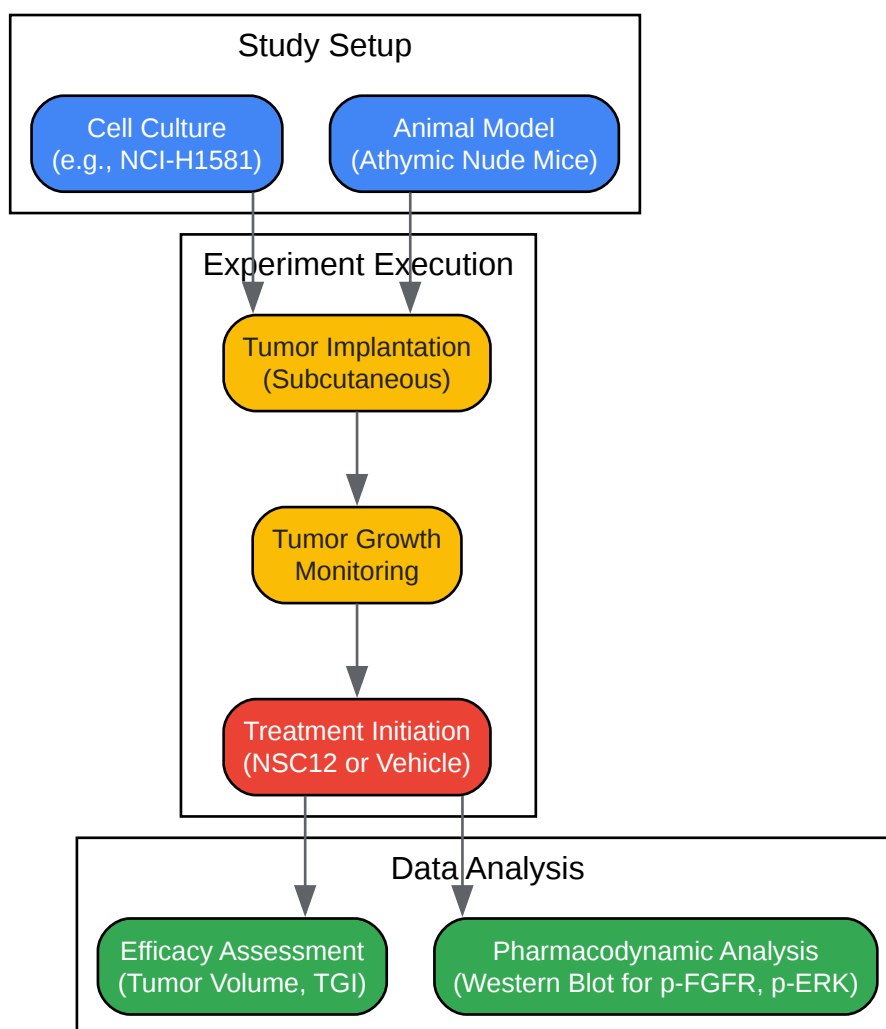 Study Setup
Cell Culture
(e.g., NCI-H1581)
Animal Model
(Athymic Nude Mice)
Experiment Execution
Tumor Implantation
(Subcutaneous)
Tumor Growth
Monitoring
Treatment Initiation
(NSC12 or Vehicle)
Data Analysis
Efficacy Assessment
(Tumor Volume, TGI)
Pharmacodynamic Analysis
(Western Blot for p-FGFR, p-ERK)